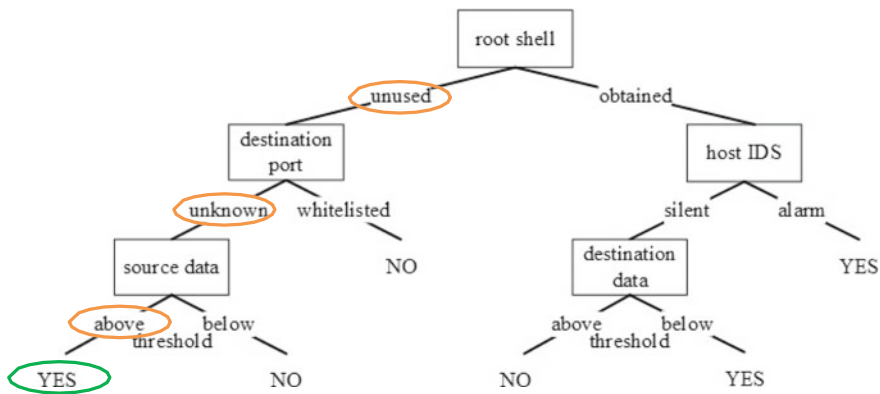 root shell
unused
obtained
destination
port
host IDS
unknown
whitelisted
silent
alarm
source data
NO
destination
data
YES
above
below
threshold
above
below
threshold
YES
NO
NO
YES